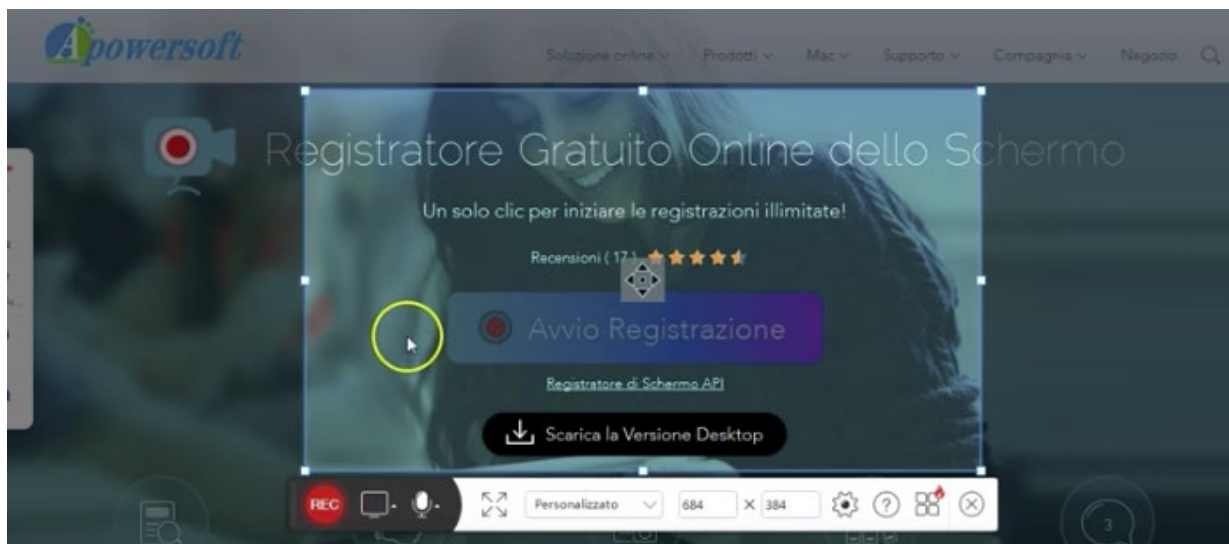 Apowersoft
Soluzione online Prodotti Mac Supporto Compagnia Negozio
Registratore Gratuito Online dello Schermo
Un solo clic per iniziare le registrazioni illimitate!
Recensioni ( 17 )
Avvio Registrazione
Registratore di Schermo API
Scarica la Versione Desktop
REC Personalizzato 684 X 384 ?
3